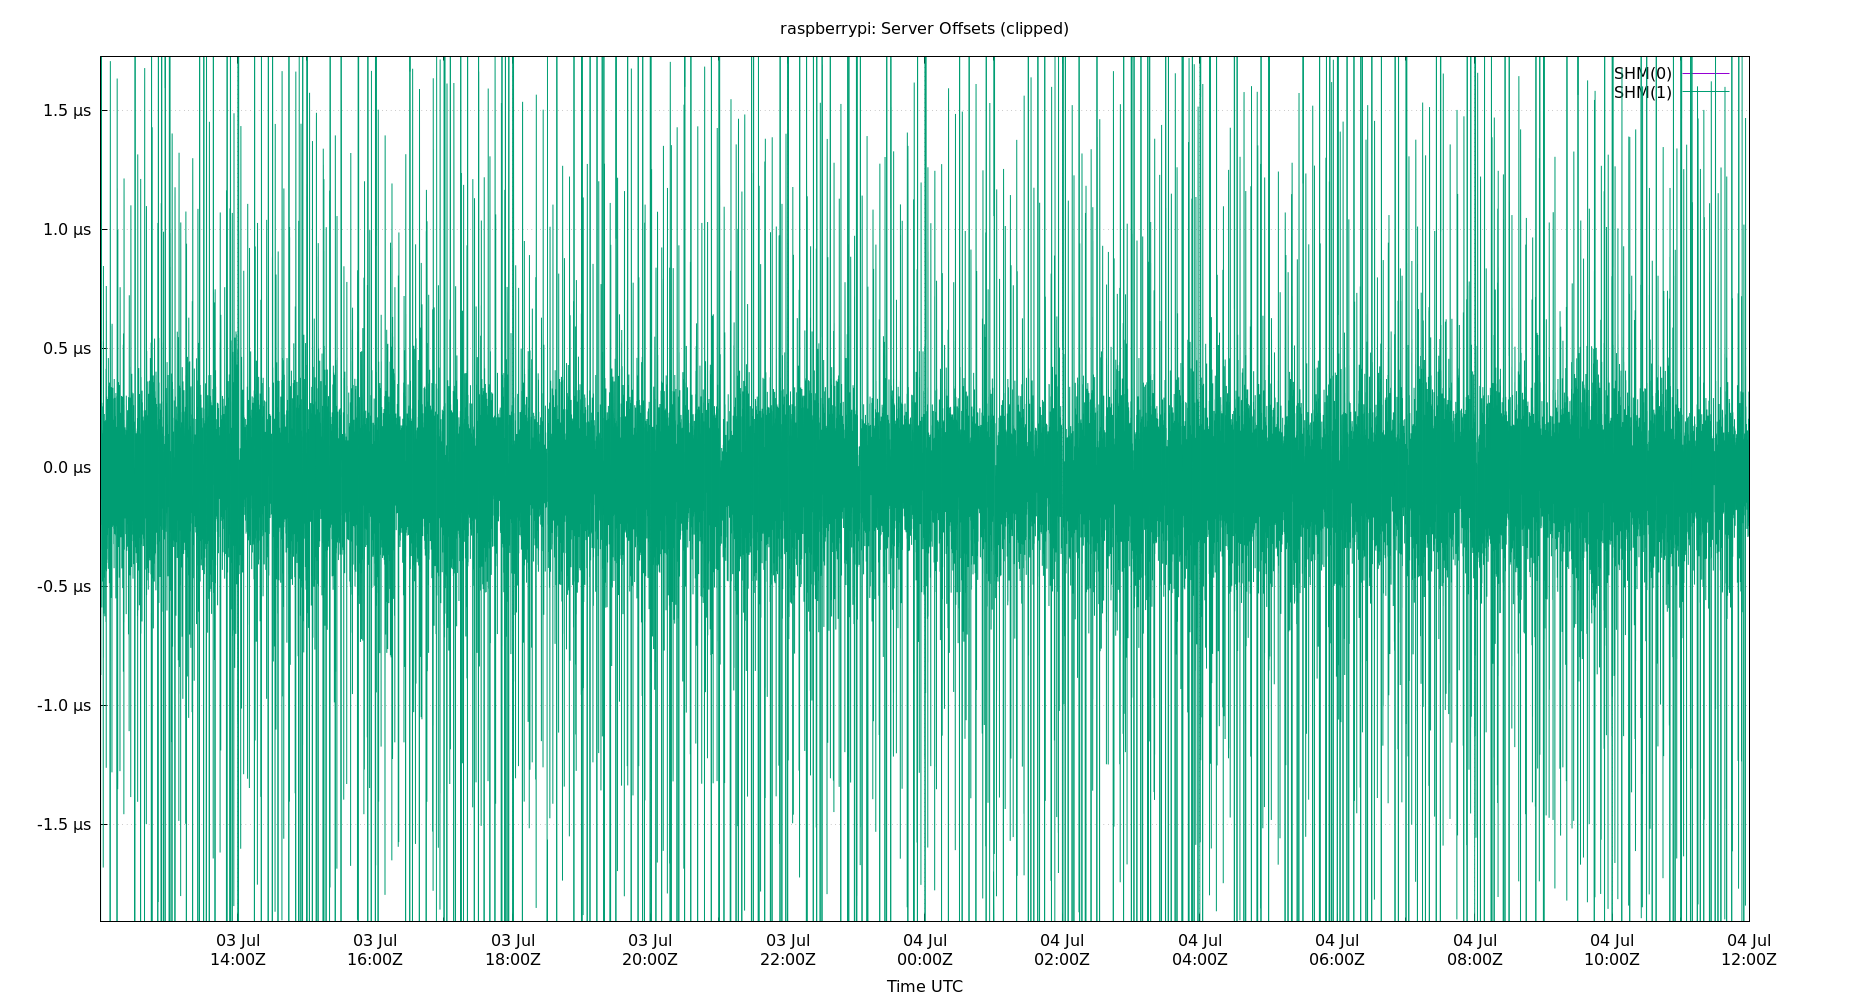 raspberrypi: Server Offsets (clipped)
SHM(0)
SHM(1)
1.5 µs
1.0 µs
0.5 µs
0.0 µs
-0.5 µs
-1.0 µs
-1.5 µs
03 Jul 03 Jul 03 Jul 03 Jul 03 Jul 04 Jul 04 Jul 04 Jul 04 Jul 04 Jul 04 Jul 04 Jul
14:00Z 16:00Z 18:00Z 20:00Z 22:00Z 00:00Z 02:00Z 04:00Z 06:00Z 08:00Z 10:00Z 12:00Z
Time UTC